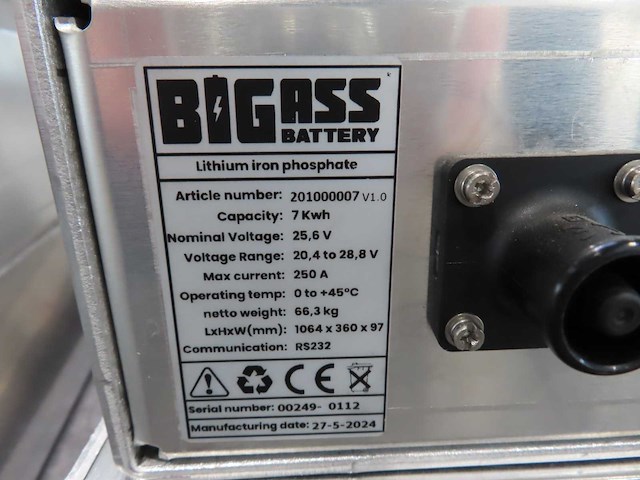 BIGASS
BATTERY
Lithium iron phosphate
Article number: 201000007 V1.0
Capacity: 7 Kwh
Nominal Voltage: 25,6 V
Voltage Range: 20,4 to 28,8 V
Max current: 250 A
Operating temp: 0 to +45°C
netto weight: 66,3 kg
LxHxW(mm): 1064 x 360 x 97
Communication: RS232
CE
Serial number: 00249- 0112
Manufacturing date: 27-5-2024